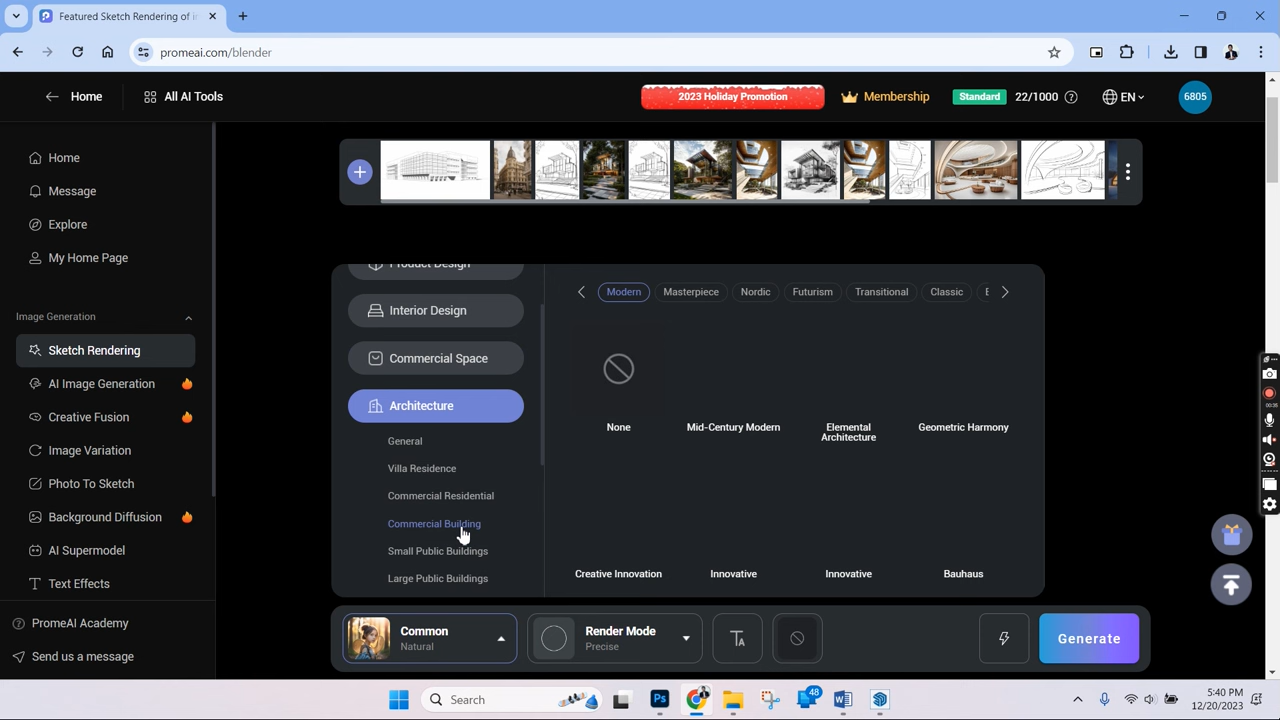 Featured Sketch Rendering of i
promeai.com/blender
Home
All AI Tools
2023 Holiday Promotion
Membership
Standard
22/1000
EN
6805
Home
Message
Explore
My Home Page
Image Generation
Sketch Rendering
AI Image Generation
Creative Fusion
Image Variation
Photo To Sketch
Background Diffusion
AI Supermodel
Text Effects
PromeAI Academy
Send us a message
Product Design
Interior Design
Commercial Space
Architecture
General
Villa Residence
Commercial Residential
Commercial Building
Small Public Buildings
Large Public Buildings
Modern
Masterpiece
Nordic
Futurism
Transitional
Classic
None
Mid-Century Modern
Elemental
Architecture
Geometric Harmony
Creative Innovation
Innovative
Innovative
Bauhaus
Common
Natural
Render Mode
Precise
Generate
Search
48
5:40 PM
12/20/2023